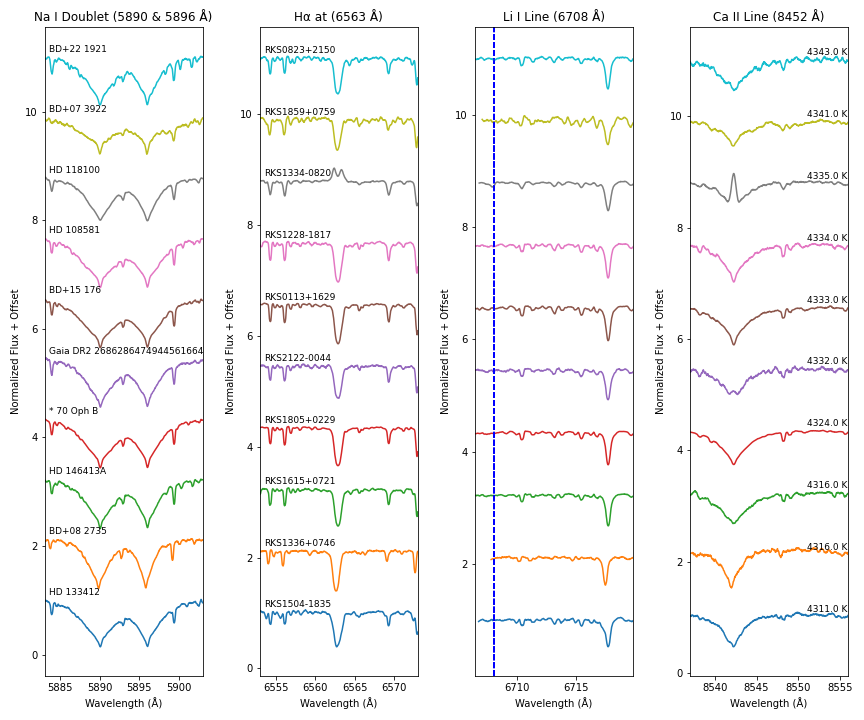 Na I Doublet (5890 & 5896 Å)
Hα at (6563 Å)
Li I Line (6708 Å)
Ca II Line (8452 Å)
BD+22 1921
BD+07 3922
HD 118100
HD 108581
BD+15 176
Gaia DR2 2686286474944561664
* 70 Oph B
HD 146413A
BD+08 2735
HD 133412
RKS0823+2150
RKS1859+0759
RKS1334-0820
RKS1228-1817
RKS0113+1629
RKS2122-0044
RKS1805+0229
RKS1615+0721
RKS1336+0746
RKS1504-1835
4343.0 K
4341.0 K
4335.0 K
4334.0 K
4333.0 K
4332.0 K
4324.0 K
4316.0 K
4316.0 K
4311.0 K
Normalized Flux + Offset
10
8
6
4
2
0
5885 5890 5895 5900
Wavelength (Å)
Normalized Flux + Offset
10
8
6
4
2
0
6555 6560 6565 6570
Wavelength (Å)
Normalized Flux + Offset
10
8
6
4
2
6710 6715
Wavelength (Å)
Normalized Flux + Offset
10
8
6
4
2
0
8540 8545 8550 8555
Wavelength (Å)